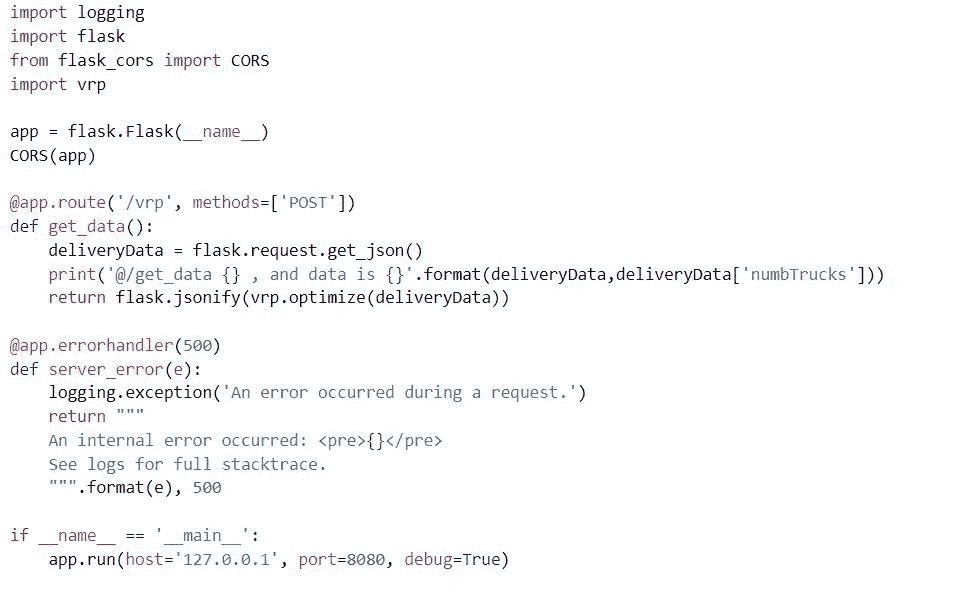 import logging
import flask
from flask_cors import CORS
import vrp

app = flask.Flask(__name__)
CORS(app)

@app.route('/vrp', methods=['POST'])
def get_data():
    deliveryData = flask.request.get_json()
    print('@/get_data {} , and data is {}'.format(deliveryData,deliveryData['numbTrucks']))
    return flask.jsonify(vrp.optimize(deliveryData))

@app.errorhandler(500)
def server_error(e):
    logging.exception('An error occurred during a request.')
    return """
    An internal error occurred: <pre>{}</pre>
    See logs for full stacktrace.
    """.format(e), 500

if __name__ == '__main__':
    app.run(host='127.0.0.1', port=8080, debug=True)